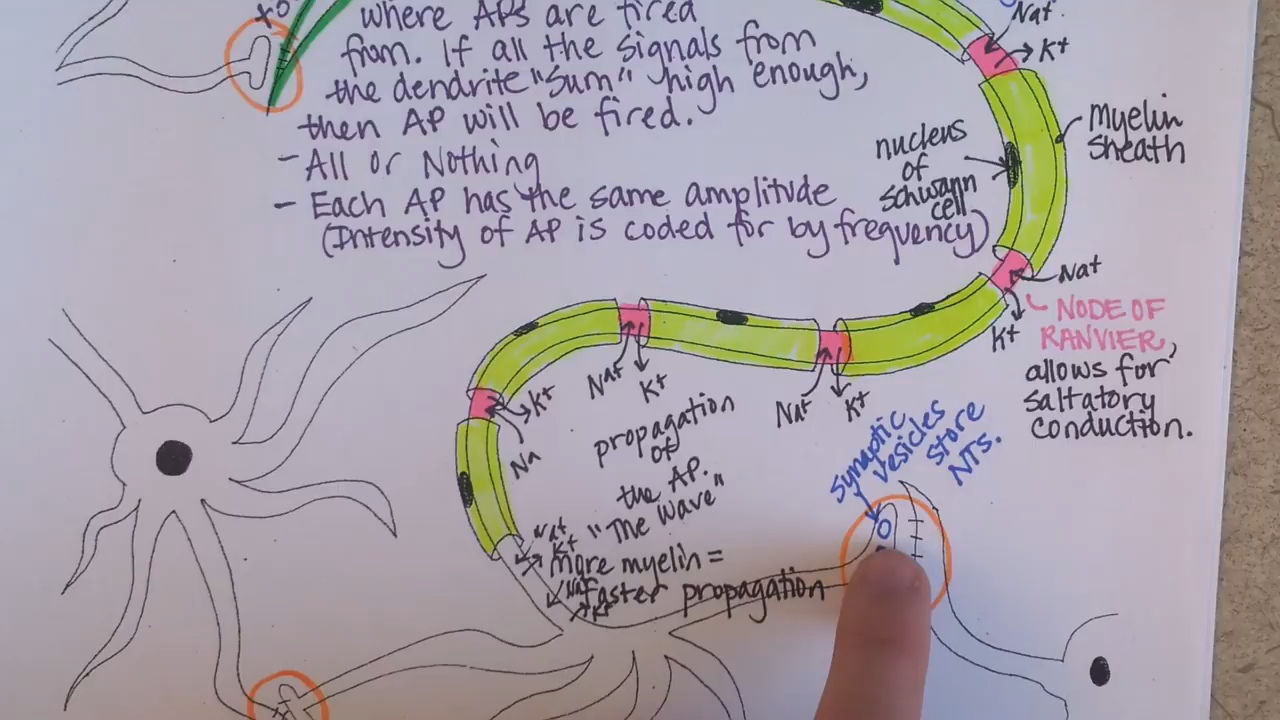 where APs are fired
from. If all the signals from
the dendrite "Sum" high enough,
then AP will be fired.
- All or Nothing
- Each AP has the same amplitude
(Intensity of AP is coded for by frequency)
Na+
K+
Myelin
Sheath
nucleus
of
Schwann
cell
Na+
K+
NODE OF
RANVIER,
allows for
saltatory
conduction.
Na+
K+
Na+
K+
K+
Na
propagation
of
the AP.
"The Wave"
Na+
K+
more myelin =
faster propagation
Na+
K+
synaptic
vesicles
store
NTs.